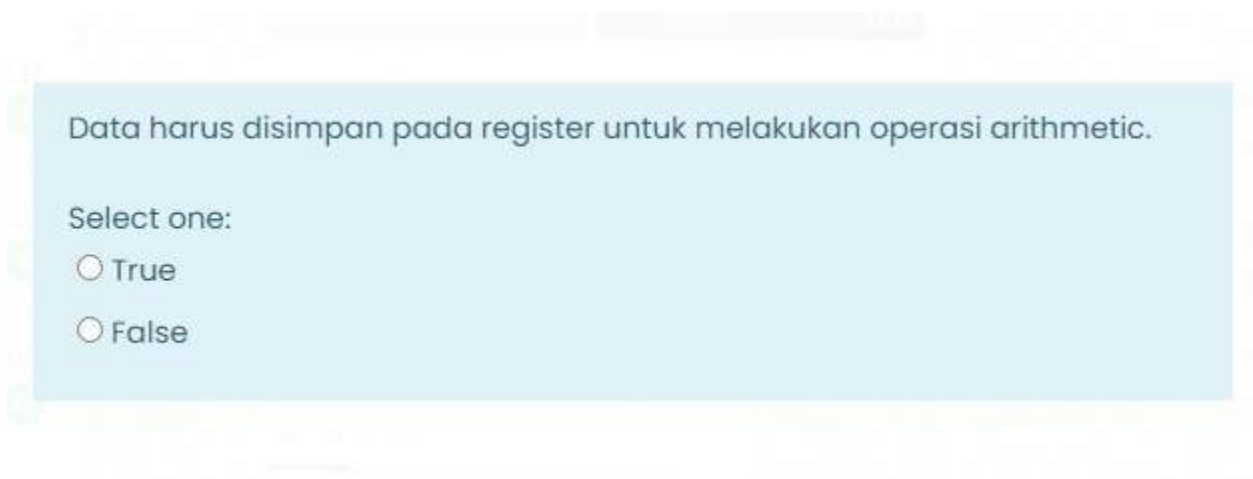 Data harus disimpan pada register untuk melakukan operasi arithmetic.
Select one:
True
False